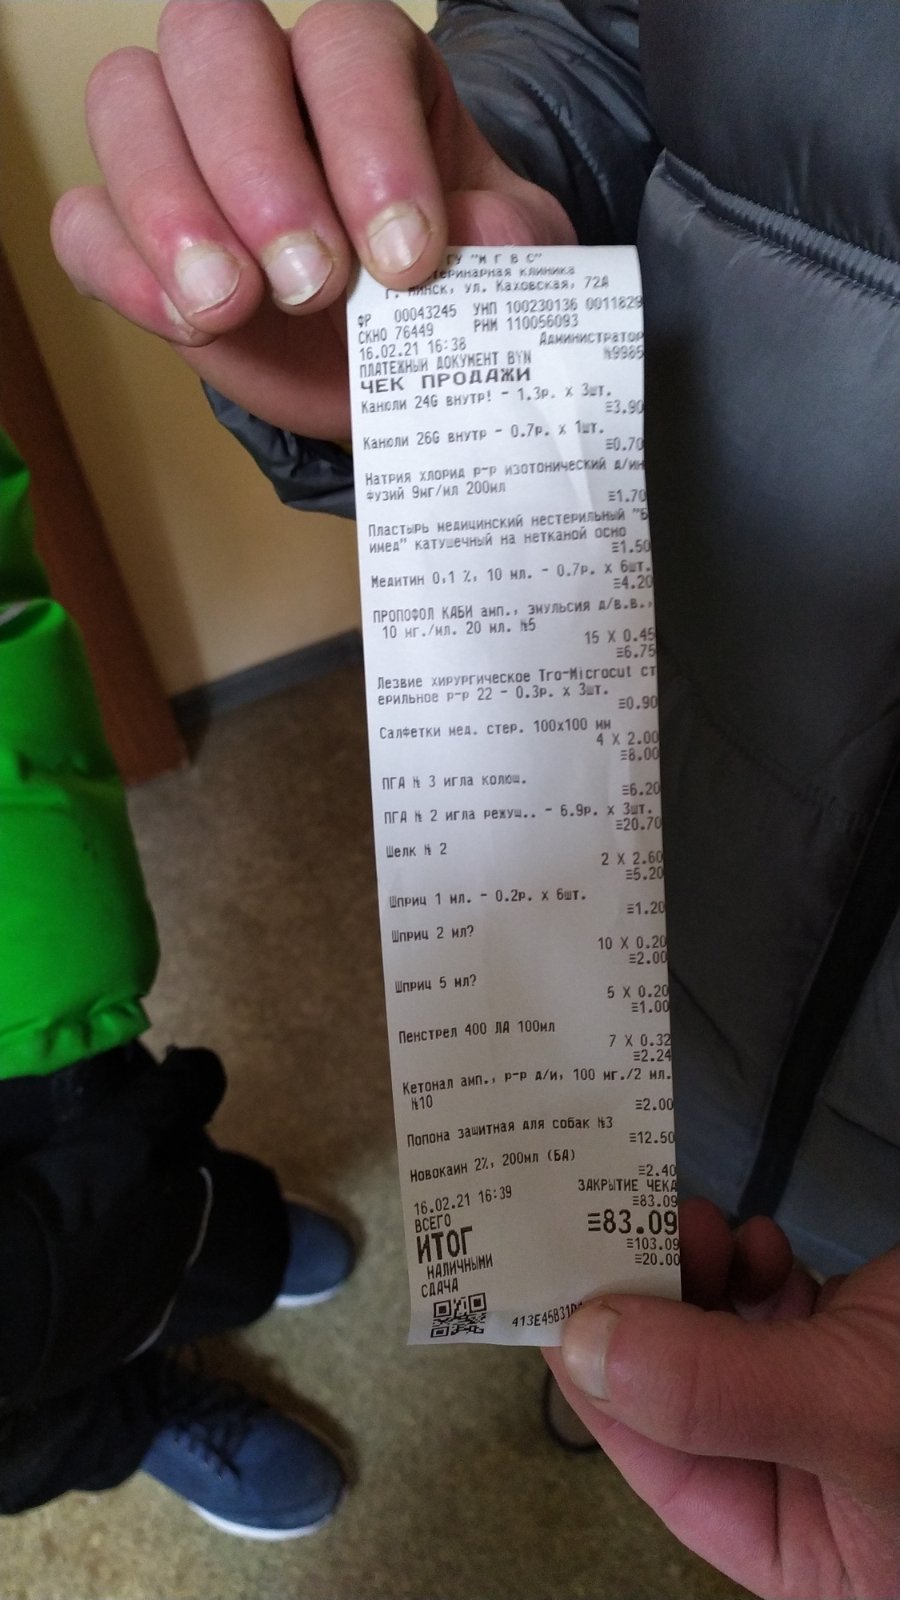 ГУ "М Г В С"
теринарная клиника
г. Минск, ул. Каховская, 72А
ФР 00043245 УНП 100230136 0011829
СКНО 76449 РНМ 110056093
16.02.21 16:38 Администратор
ПЛАТЕЖНЫЙ ДОКУМЕНТ BYN №9985
ЧЕК ПРОДАЖИ
Канюли 24G внутр! - 1.3р. х 3шт.
≡3.90
Канюли 26G внутр - 0.7р. х 1шт.
≡0.70
Натрия хлорид р-р изотонический д/ин
фузий 9мг/мл 200мл
≡1.70
Пластырь медицинский нестерильный "Б
имед" катушечный на нетканой осно
≡1.50
Медитин 0,1 %, 10 мл. - 0.7р. х 6шт.
≡4.20
ПРОПОФОЛ КАБИ амп., эмульсия д/в.в.,
10 мг./мл. 20 мл. №5
15 X 0.45
≡6.75
Лезвие хирургическое Tro-Microcut ст
ерильное р-р 22 - 0.3р. х 3шт.
≡0.90
Салфетки мед. стер. 100х100 мм
4 X 2.00
≡8.00
ПГА № 3 игла колющ.
≡6.20
ПГА № 2 игла режущ.. - 6.9р. х 3шт.
≡20.70
Шелк № 2
2 X 2.60
≡5.20
Шприц 1 мл. - 0.2р. х 6шт.
≡1.20
Шприц 2 мл?
10 X 0.20
≡2.00
Шприц 5 мл?
5 X 0.20
≡1.00
Пенстрел 400 ЛА 100мл
7 X 0.32
≡2.24
Кетонал амп., р-р д/и, 100 мг./2 мл.
№10
≡2.00
Попона защитная для собак №3
≡12.50
Новокаин 2%, 200мл (БА)
≡2.40
16.02.21 16:39 ЗАКРЫТИЕ ЧЕКА
ВСЕГО ≡83.09
ИТОГ ≡83.09
НАЛИЧНЫМИ ≡103.09
СДАЧА ≡20.00